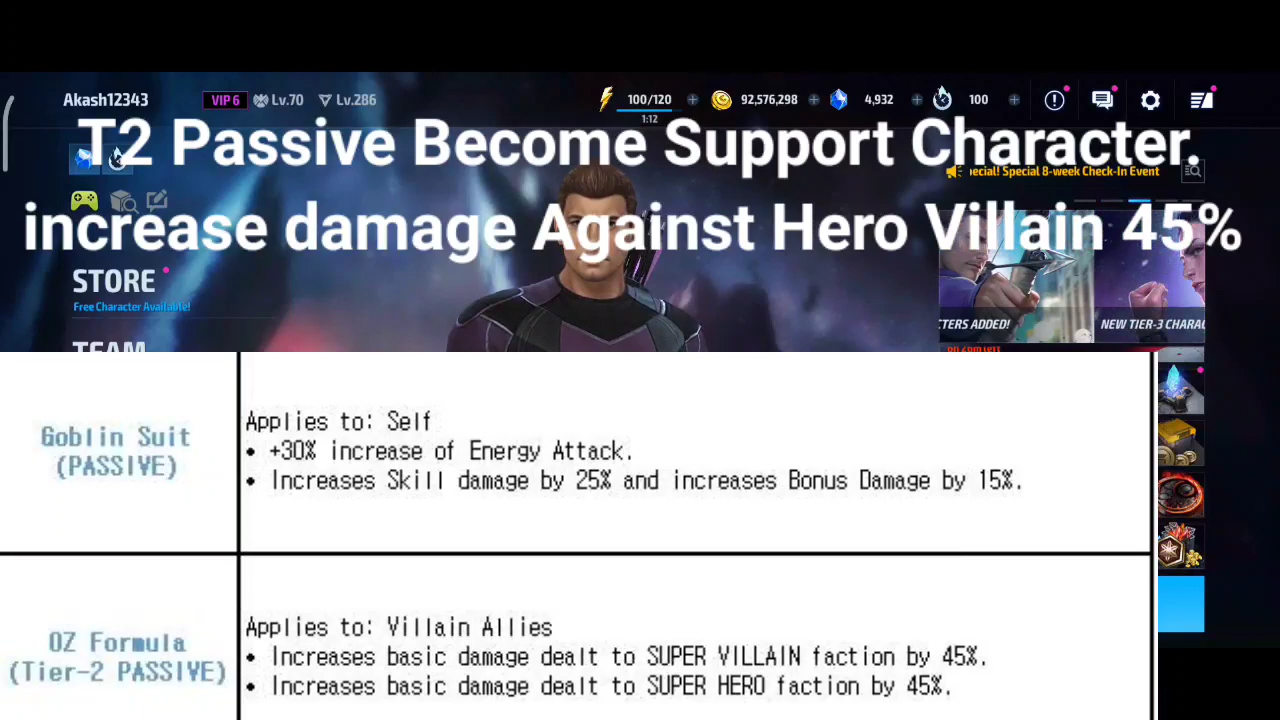 Akash12343 VIP 6 Lv.70 Lv.286 100/120 92,576,298 4,932 100
1:12
T2 Passive Become Support Character.
ecial! Special 8-week Check-In Event
increase damage Against Hero Villain 45%
STORE
Free Character Available!
CTERS ADDED! NEW TIER-3 CHARAC
TEAM
6h 26m left
Goblin Suit
(PASSIVE)
Applies to: Self
• +30% increase of Energy Attack.
• Increases Skill damage by 25% and increases Bonus Damage by 15%.
OZ Formula
(Tier-2 PASSIVE)
Applies to: Villain Allies
• Increases basic damage dealt to SUPER VILLAIN faction by 45%.
• Increases basic damage dealt to SUPER HERO faction by 45%.